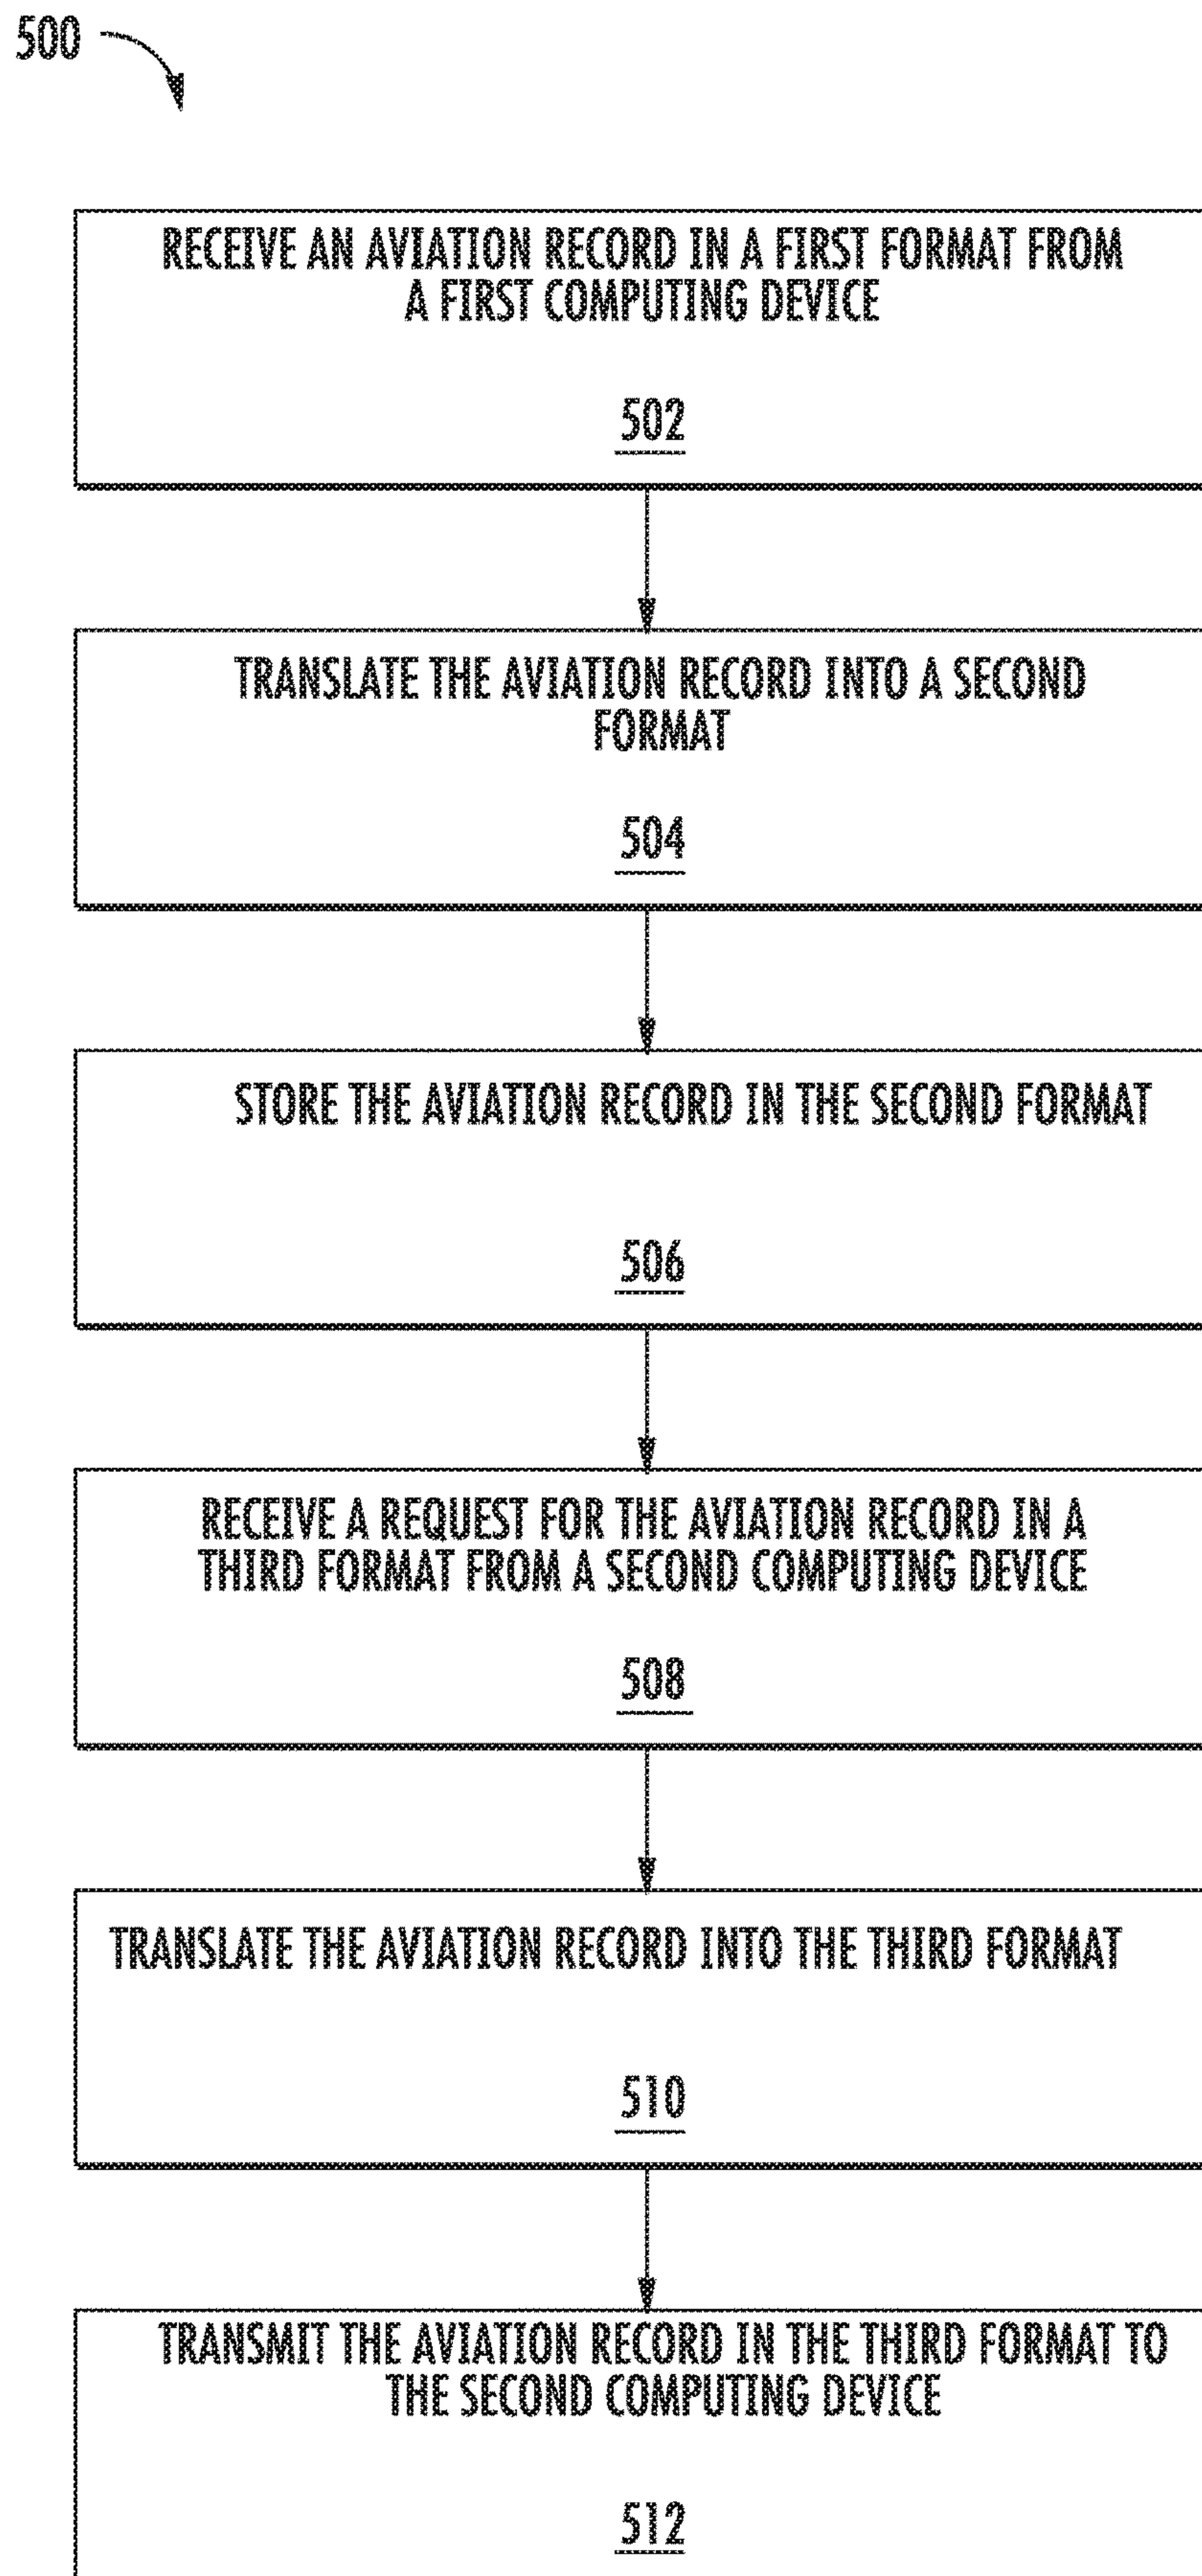 500
RECEIVE AN AVIATION RECORD IN A FIRST FORMAT FROM
A FIRST COMPUTING DEVICE
502
TRANSLATE THE AVIATION RECORD INTO A SECOND
FORMAT
504
STORE THE AVIATION RECORD IN THE SECOND FORMAT
506
RECEIVE A REQUEST FOR THE AVIATION RECORD IN A
THIRD FORMAT FROM A SECOND COMPUTING DEVICE
508
TRANSLATE THE AVIATION RECORD INTO THE THIRD FORMAT
510
TRANSMIT THE AVIATION RECORD IN THE THIRD FORMAT TO
THE SECOND COMPUTING DEVICE
512